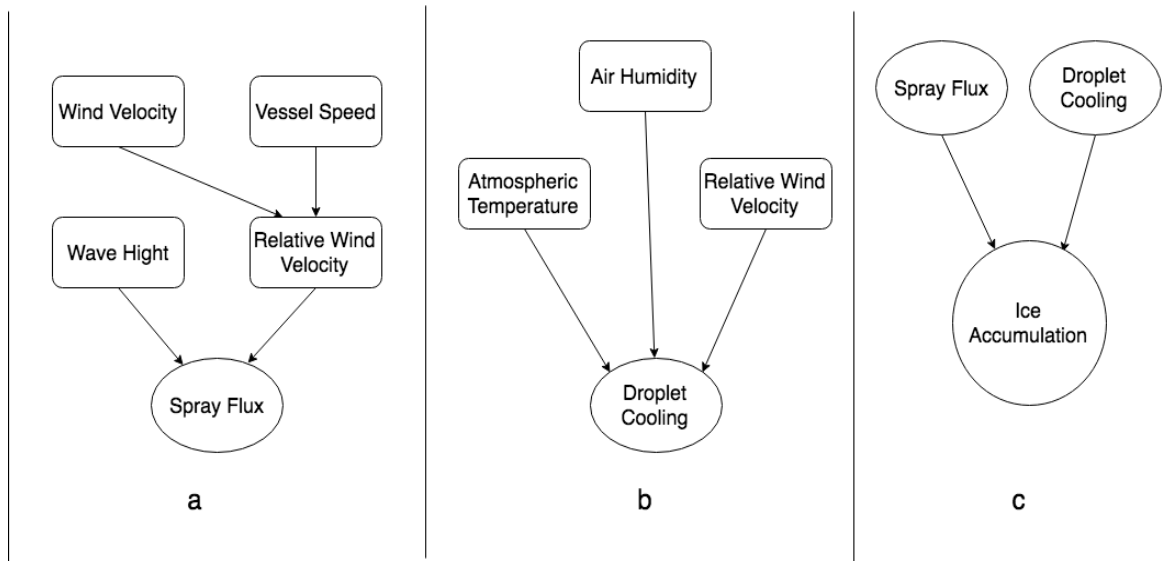 Wind Velocity
Vessel Speed
Wave Hight
Relative Wind
Velocity
Spray Flux
a
Air Humidity
Atmospheric
Temperature
Relative Wind
Velocity
Droplet
Cooling
b
Spray Flux
Droplet
Cooling
Ice
Accumulation
c